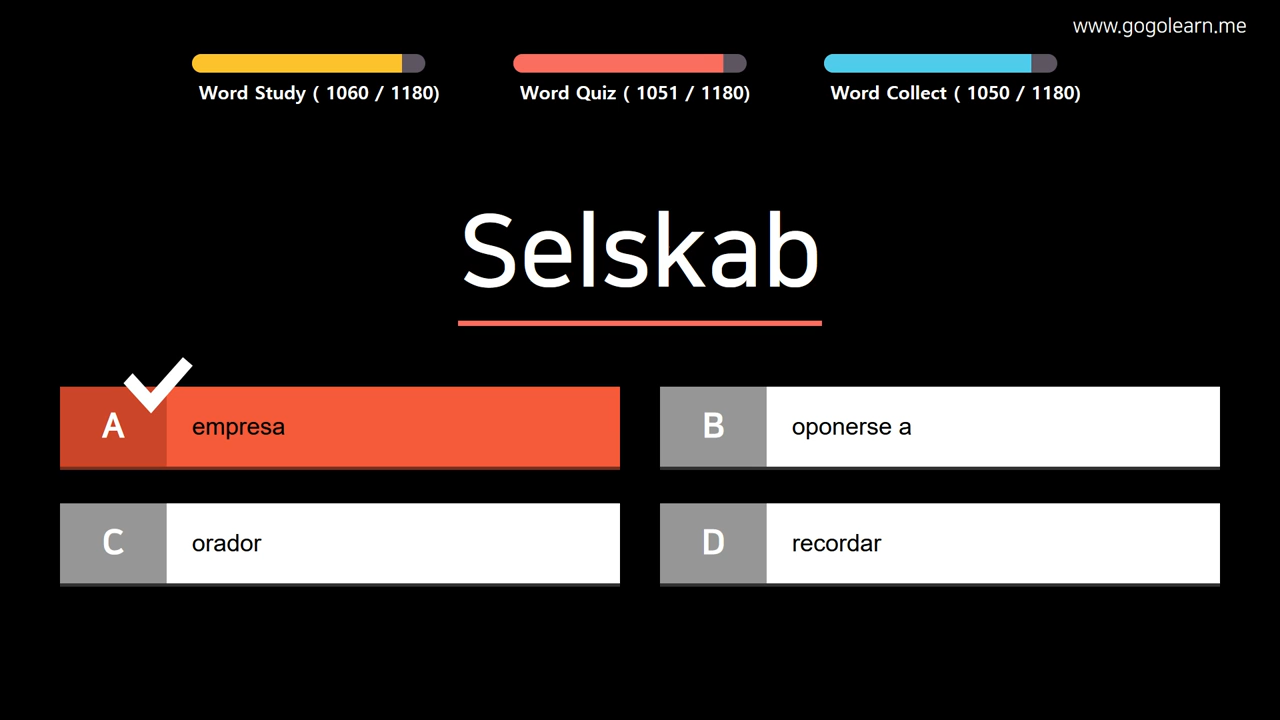 www.gogolearn.me
Word Study ( 1060 / 1180)
Word Quiz ( 1051 / 1180)
Word Collect ( 1050 / 1180)
Selskab
A empresa
B oponerse a
C orador
D recordar